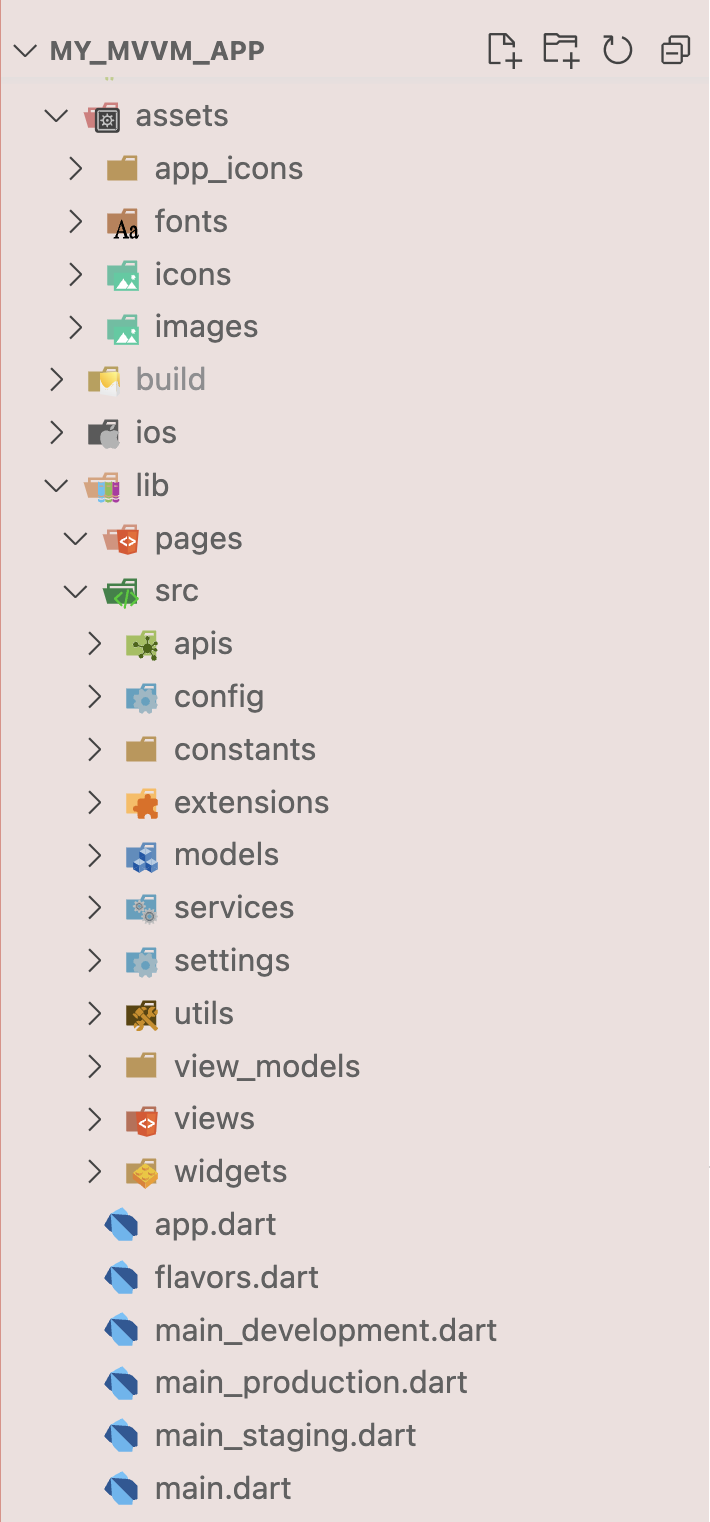 MY_MVVM_APP
assets
app_icons
Aa fonts
icons
images
build
ios
lib
pages
src
apis
config
constants
extensions
models
services
settings
utils
view_models
views
widgets
app.dart
flavors.dart
main_development.dart
main_production.dart
main_staging.dart
main.dart